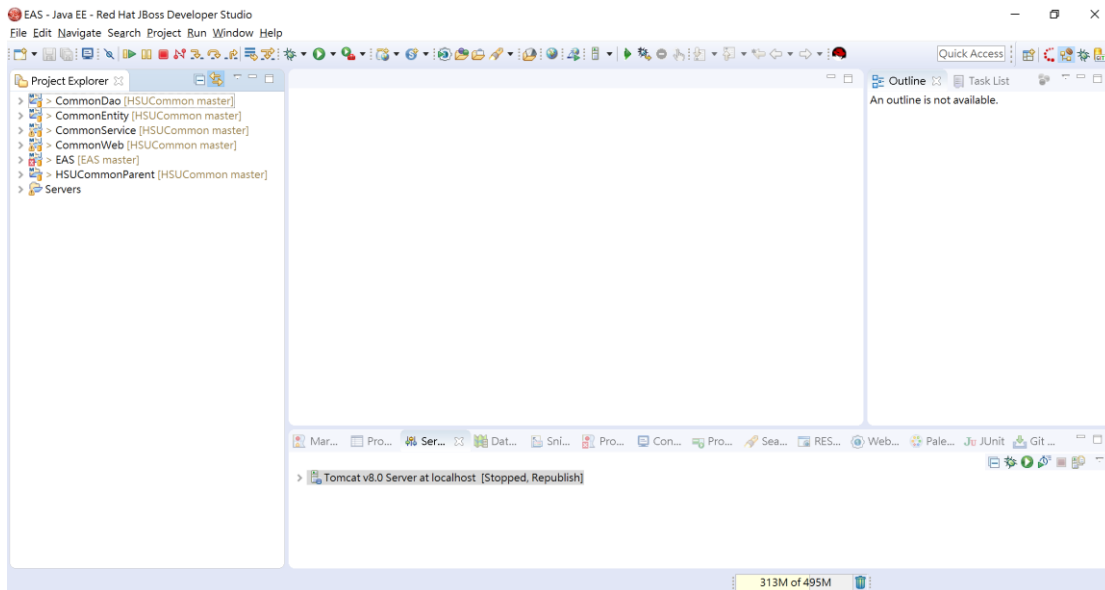 EAS - Java EE - Red Hat JBoss Developer Studio
File Edit Navigate Search Project Run Window Help
Quick Access
Project Explorer
> CommonDao [HSUCommon master]
> CommonEntity [HSUCommon master]
> CommonService [HSUCommon master]
> CommonWeb [HSUCommon master]
> EAS [EAS master]
> HSUCommonParent [HSUCommon master]
Servers
Outline Task List
An outline is not available.
Mar... Pro... Ser... Dat... Sni... Pro... Con... Pro... Sea... RES... Web... Pale... JUnit Git ...
Tomcat v8.0 Server at localhost [Stopped, Republish]
313M of 495M